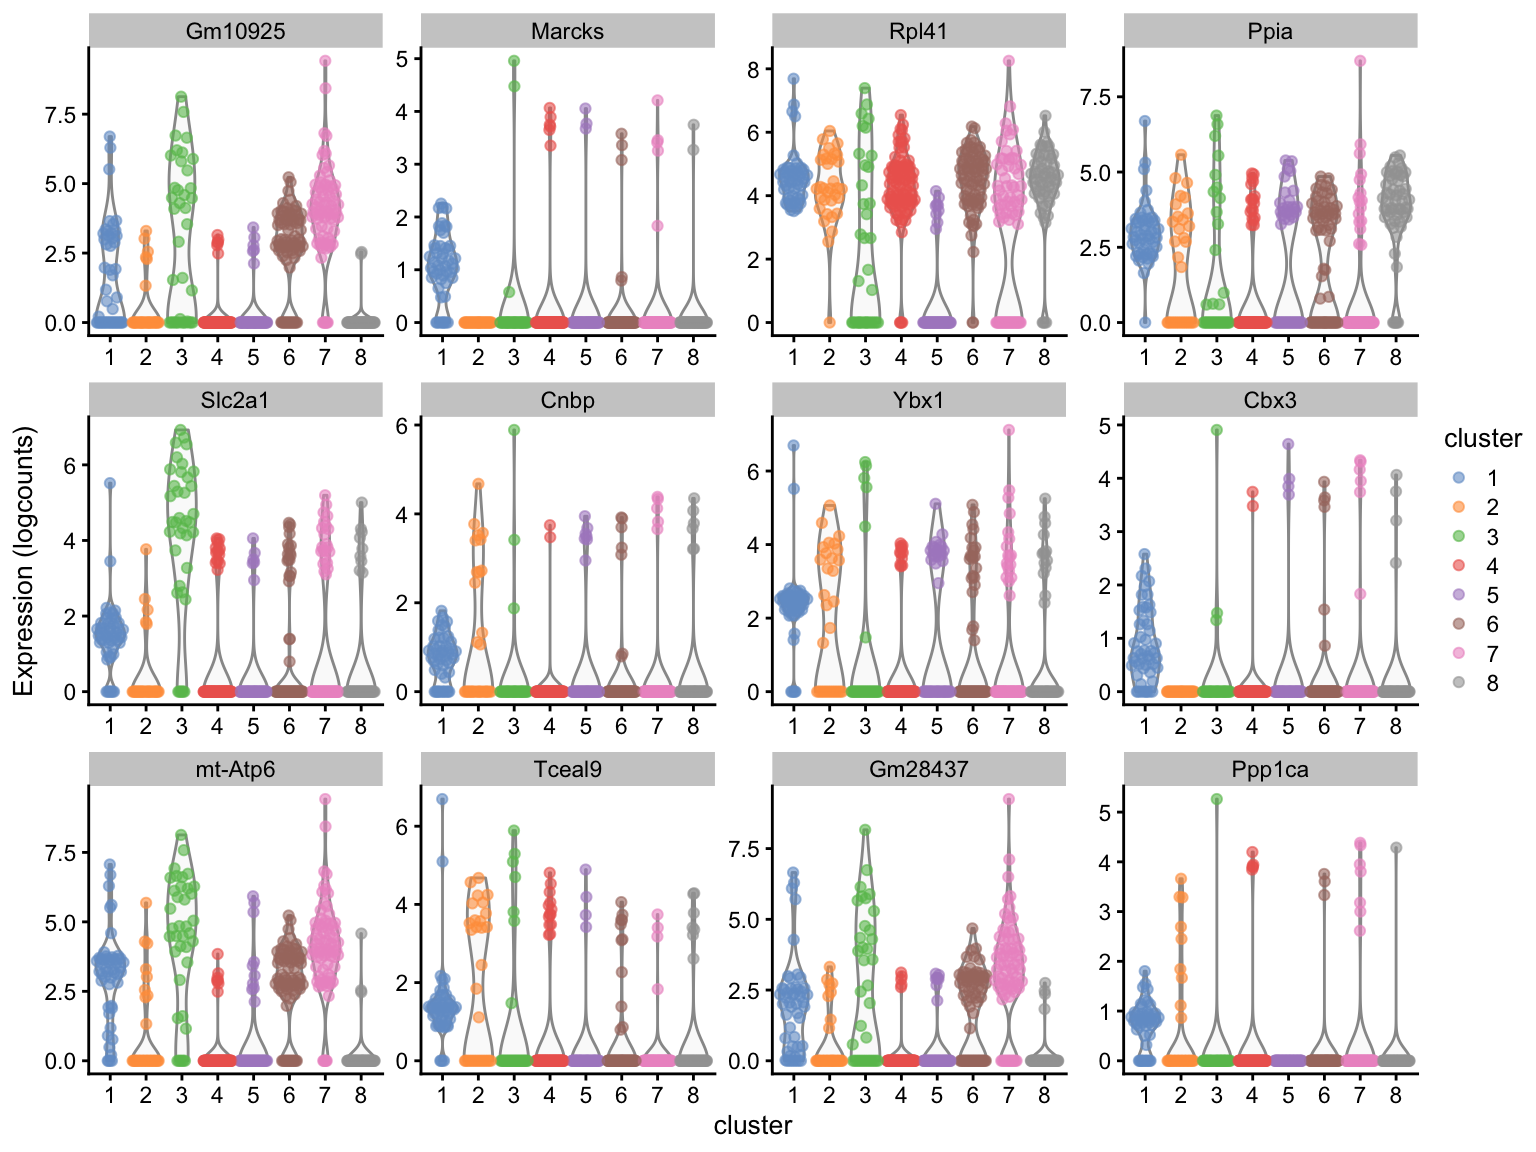 Gm10925 Marcks Rpl41 Ppia
7.5 5.0 2.5 0.0
5 4 3 2 1 0
8 6 4 2 0
7.5 5.0 2.5 0.0
1 2 3 4 5 6 7 8 1 2 3 4 5 6 7 8 1 2 3 4 5 6 7 8 1 2 3 4 5 6 7 8
Slc2a1 Cnbp Ybx1 Cbx3
6 4 2 0
6 4 2 0
6 4 2 0
5 4 3 2 1 0
1 2 3 4 5 6 7 8 1 2 3 4 5 6 7 8 1 2 3 4 5 6 7 8 1 2 3 4 5 6 7 8
mt-Atp6 Tceal9 Gm28437 Ppp1ca
7.5 5.0 2.5 0.0
6 4 2 0
7.5 5.0 2.5 0.0
5 4 3 2 1 0
1 2 3 4 5 6 7 8 1 2 3 4 5 6 7 8 1 2 3 4 5 6 7 8 1 2 3 4 5 6 7 8
Expression (logcounts)
cluster
cluster
1
2
3
4
5
6
7
8